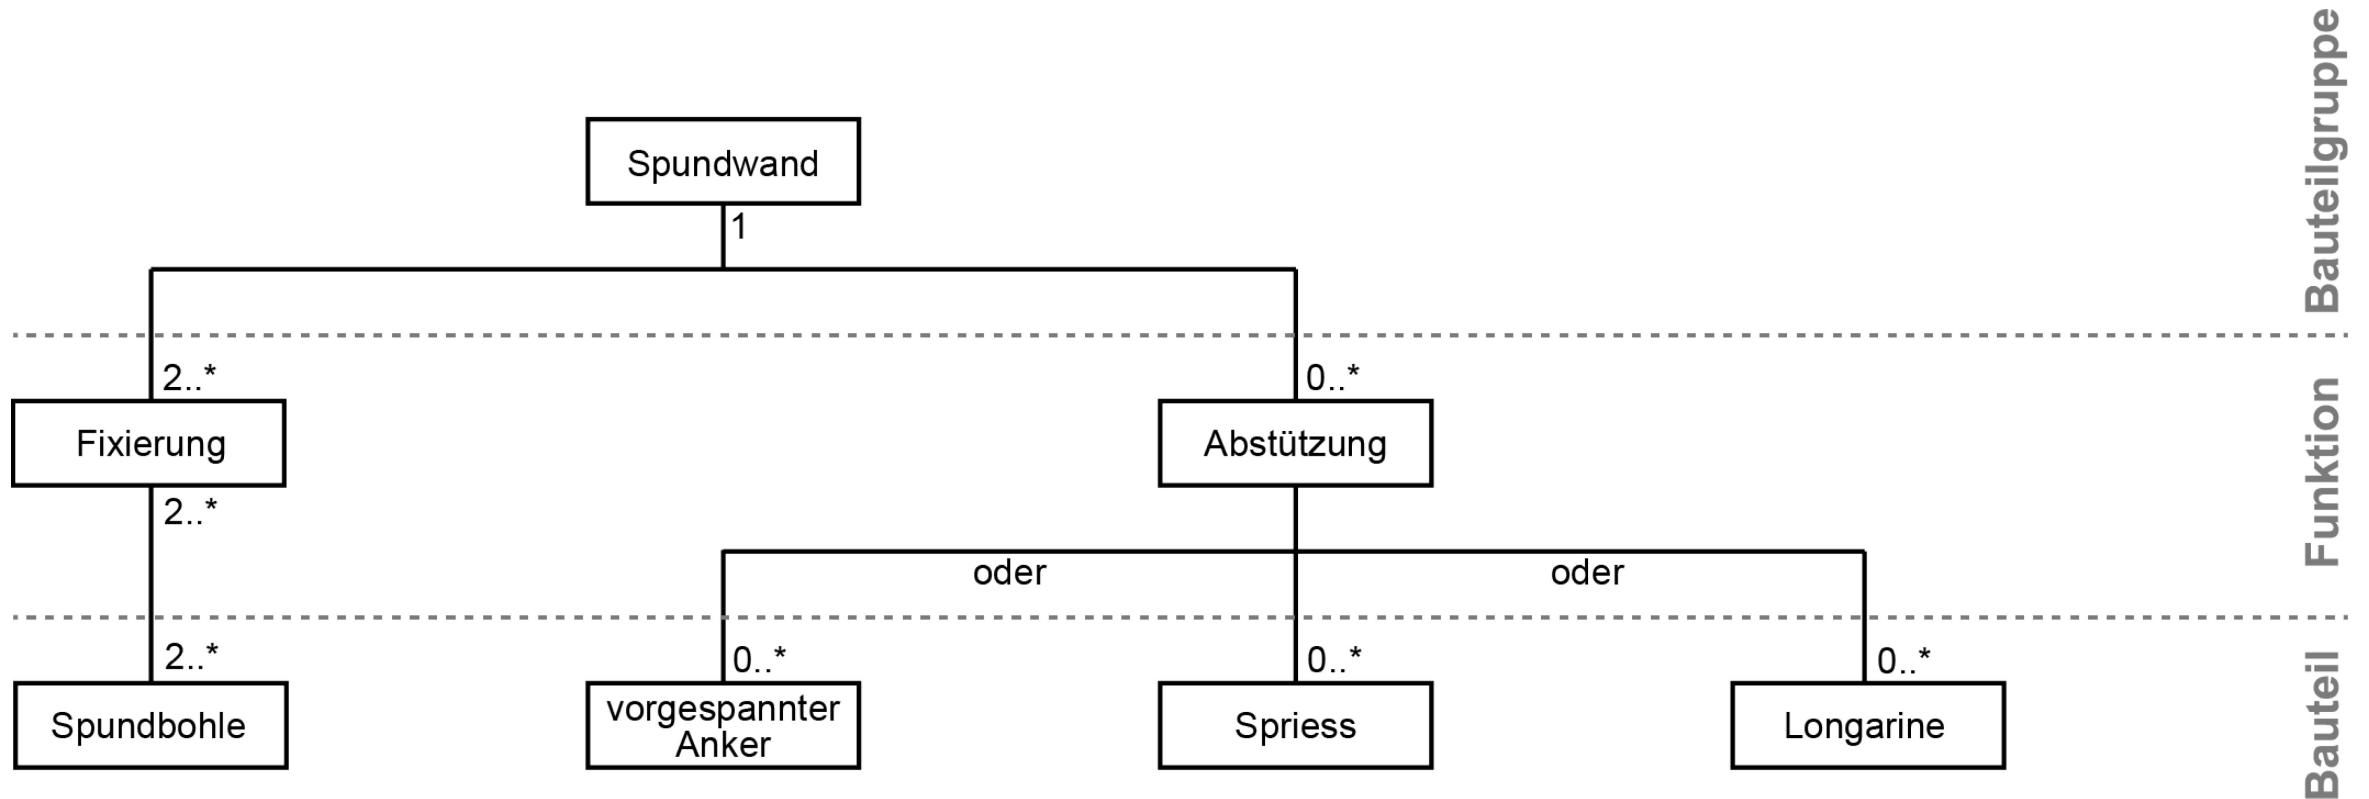 Bauteilgruppe
Spundwand
1
2..*
0..*
Fixierung
Abstützung
Funktion
2..*
oder
oder
2..*
0..*
0..*
0..*
Spundbohle
vorgespannter
Anker
Spriess
Longarine
Bauteil